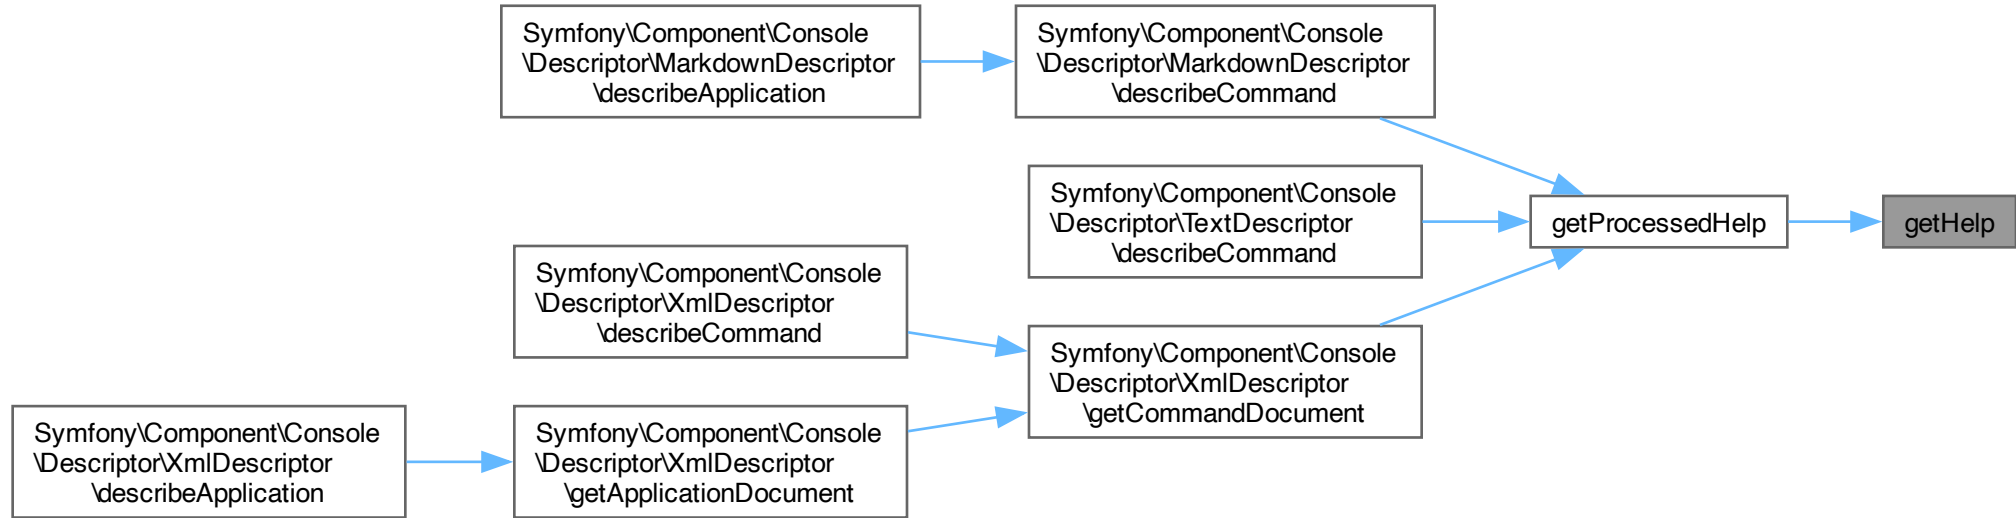 Symfony\Component\Console
\Descriptor\MarkdownDescriptor
\describeApplication
Symfony\Component\Console
\Descriptor\MarkdownDescriptor
\describeCommand
Symfony\Component\Console
\Descriptor\TextDescriptor
\describeCommand
getProcessedHelp
getHelp
Symfony\Component\Console
\Descriptor\XmlDescriptor
\describeCommand
Symfony\Component\Console
\Descriptor\XmlDescriptor
\getCommandDocument
Symfony\Component\Console
\Descriptor\XmlDescriptor
\describeApplication
Symfony\Component\Console
\Descriptor\XmlDescriptor
\getApplicationDocument